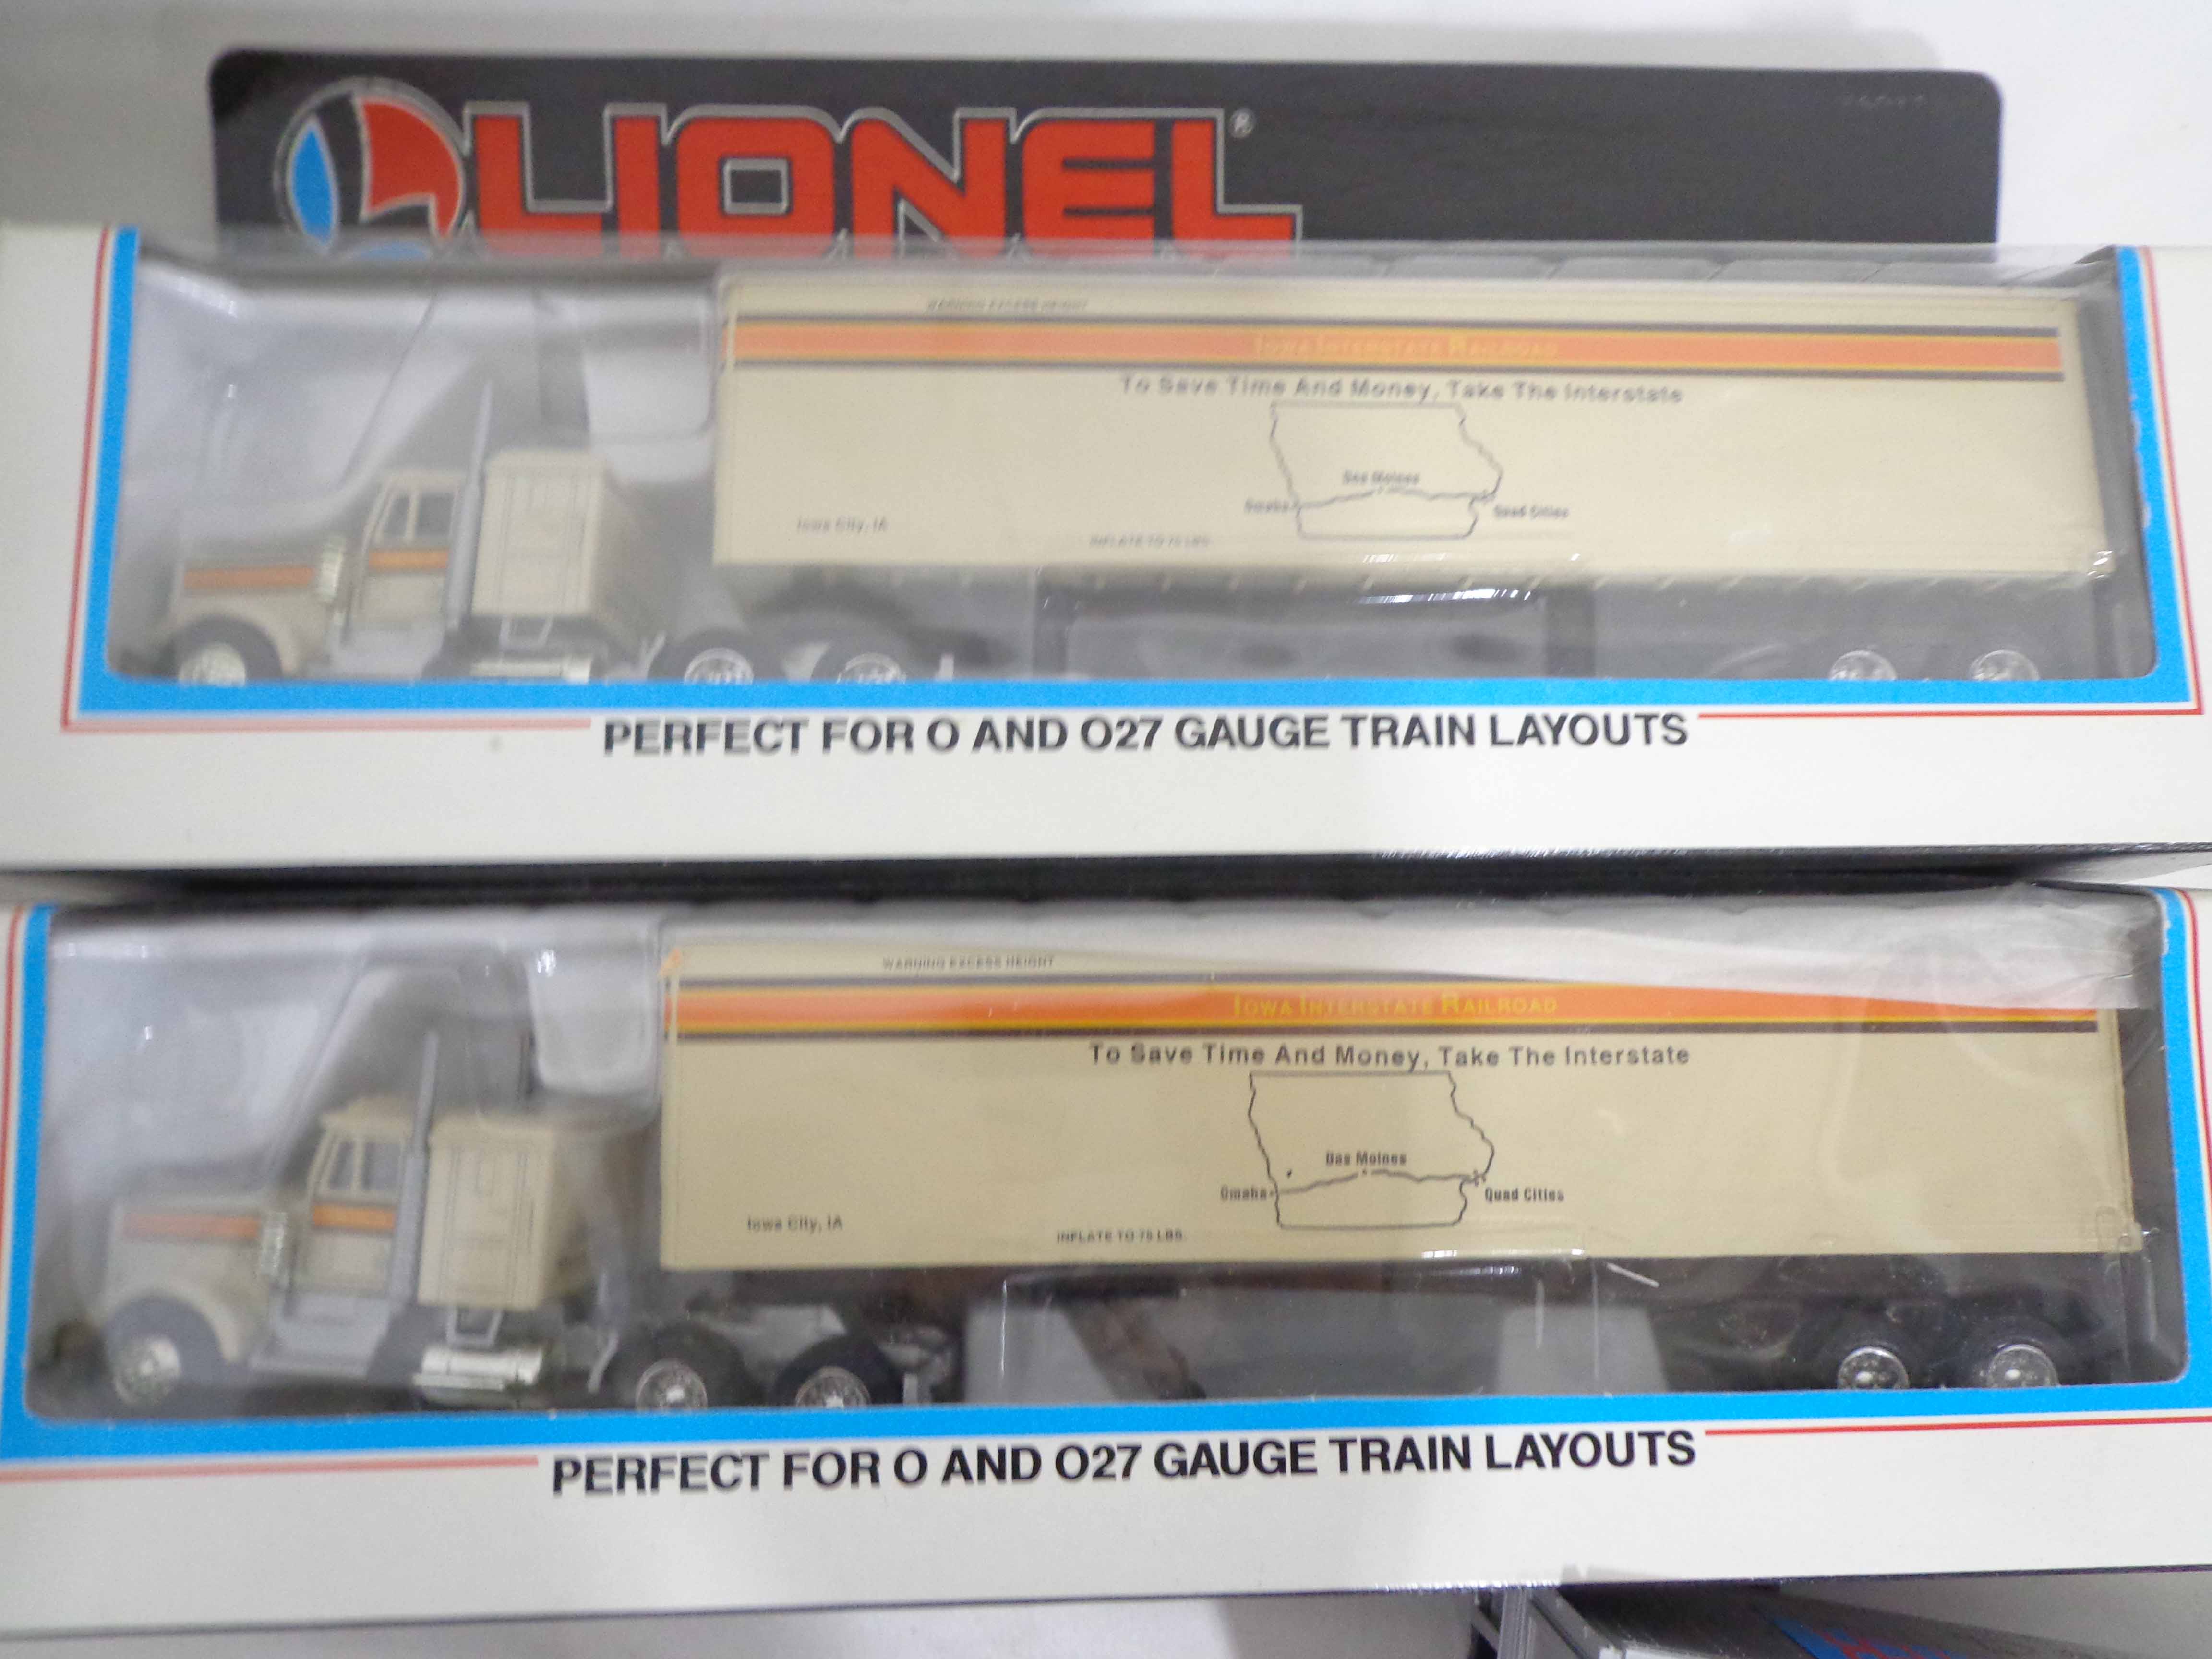 LIONEL®
WARNING EXCESS HEIGHT
IOWA INTERSTATE RAILROAD
To Save Time And Money, Take The Interstate
Des Moines
Omaha
Quad Cities
Iowa City, IA
INFLATE TO 75 LBS.
PERFECT FOR O AND O27 GAUGE TRAIN LAYOUTS
WARNING EXCESS HEIGHT
IOWA INTERSTATE RAILROAD
To Save Time And Money, Take The Interstate
Des Moines
Omaha
Quad Cities
Iowa City, IA
INFLATE TO 75 LBS.
PERFECT FOR O AND O27 GAUGE TRAIN LAYOUTS